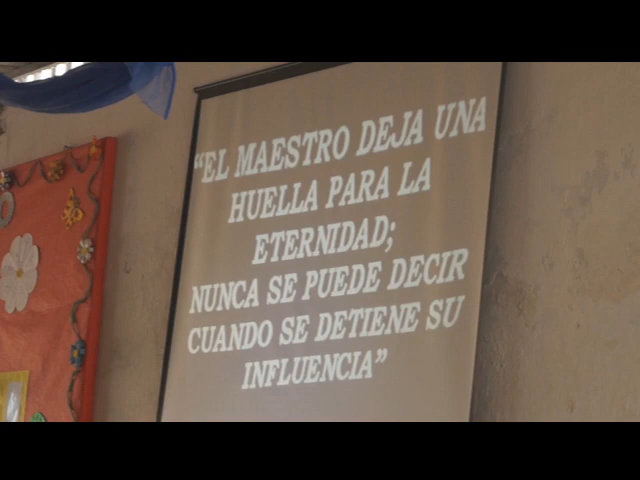 “EL MAESTRO DEJA UNA
HUELLA PARA LA
ETERNIDAD;
NUNCA SE PUEDE DECIR
CUANDO SE DETIENE SU
INFLUENCIA”